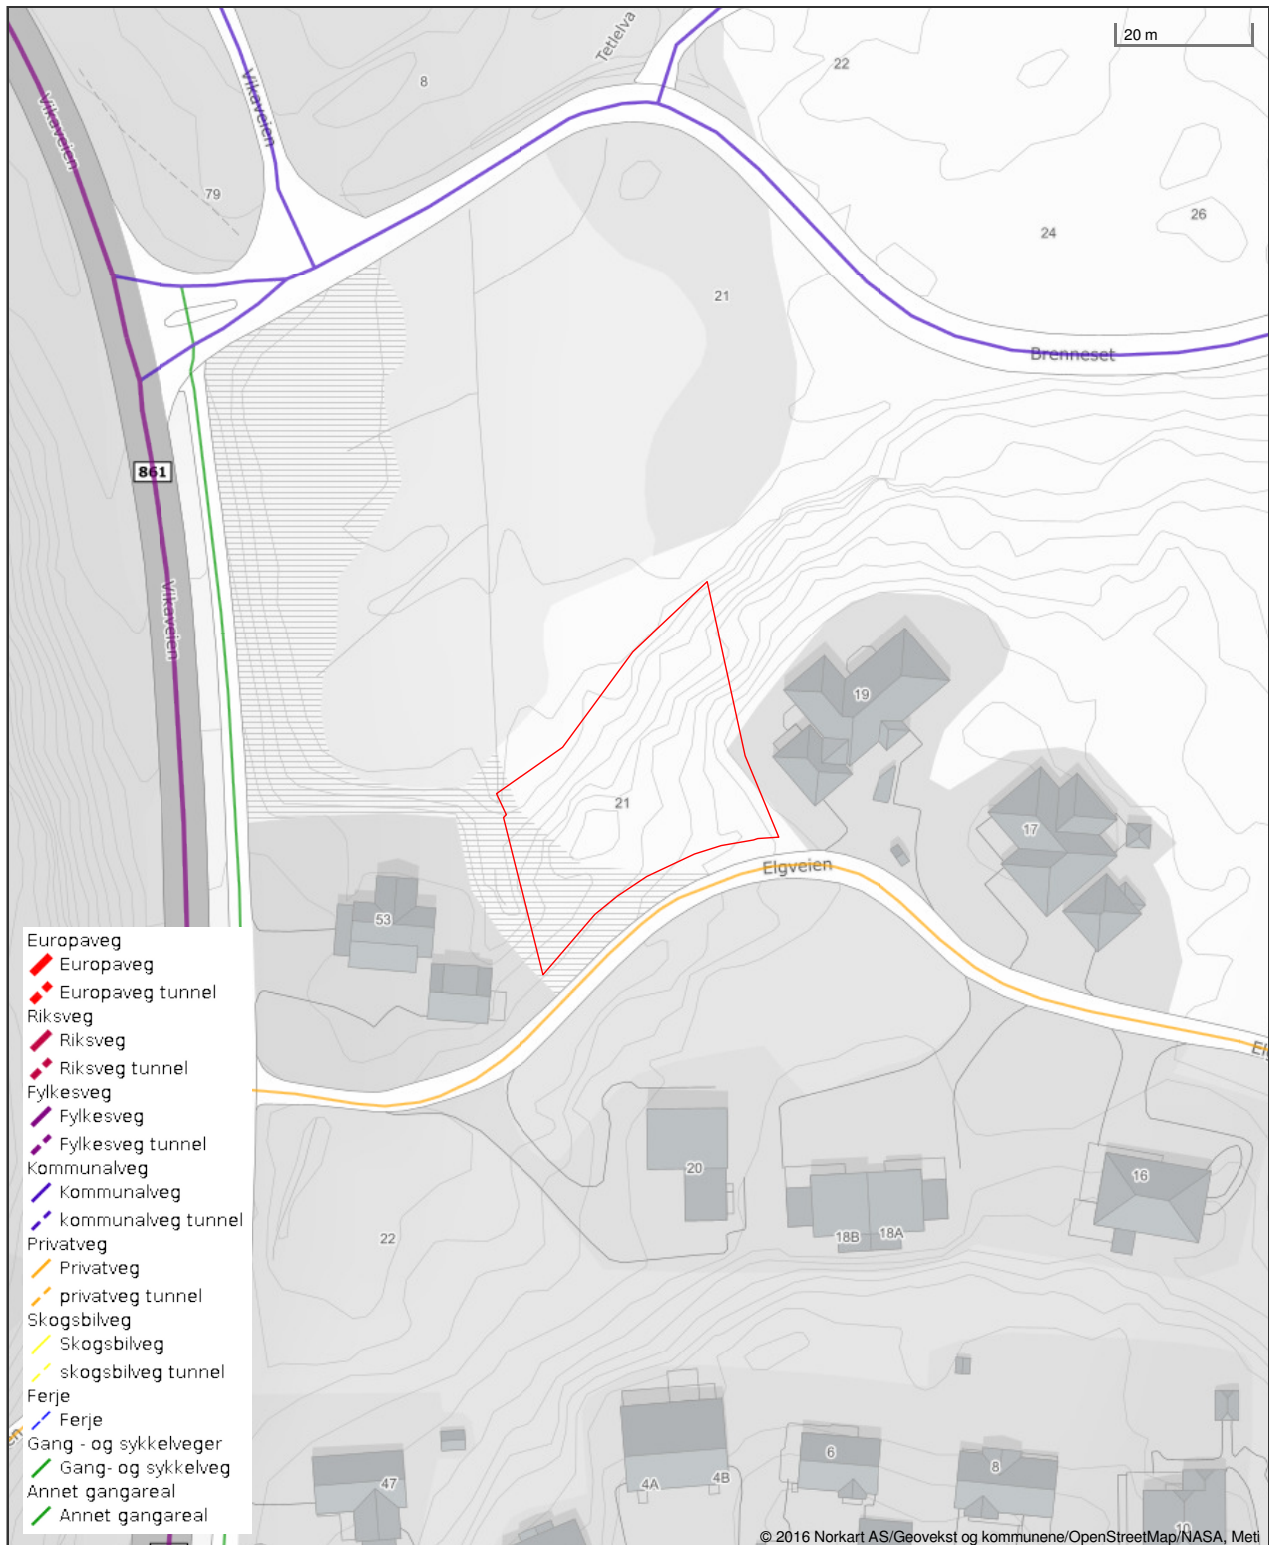 20 m
Tetlelva
22
8
Vikaveien
Vikaveien
79
26
24
21
Brenneset
861
Vikaveien
19
21
17
Elgveien
53
Elg
20
16
18B
18A
22
Europaveg
Europaveg
Europaveg tunnel
Riksveg
Riksveg
Riksveg tunnel
Fylkesveg
Fylkesveg
Fylkesveg tunnel
Kommunalveg
Kommunalveg
kommunalveg tunnel
Privatveg
Privatveg
privatveg tunnel
Skogsbilveg
Skogsbilveg
skogsbilveg tunnel
Ferje
Ferje
Gang - og sykkelveger
Gang- og sykkelveg
Annet gangareal
Annet gangareal
en
47
4A
4B
6
8
10
© 2016 Norkart AS/Geovekst og kommunene/OpenStreetMap/NASA, Meti